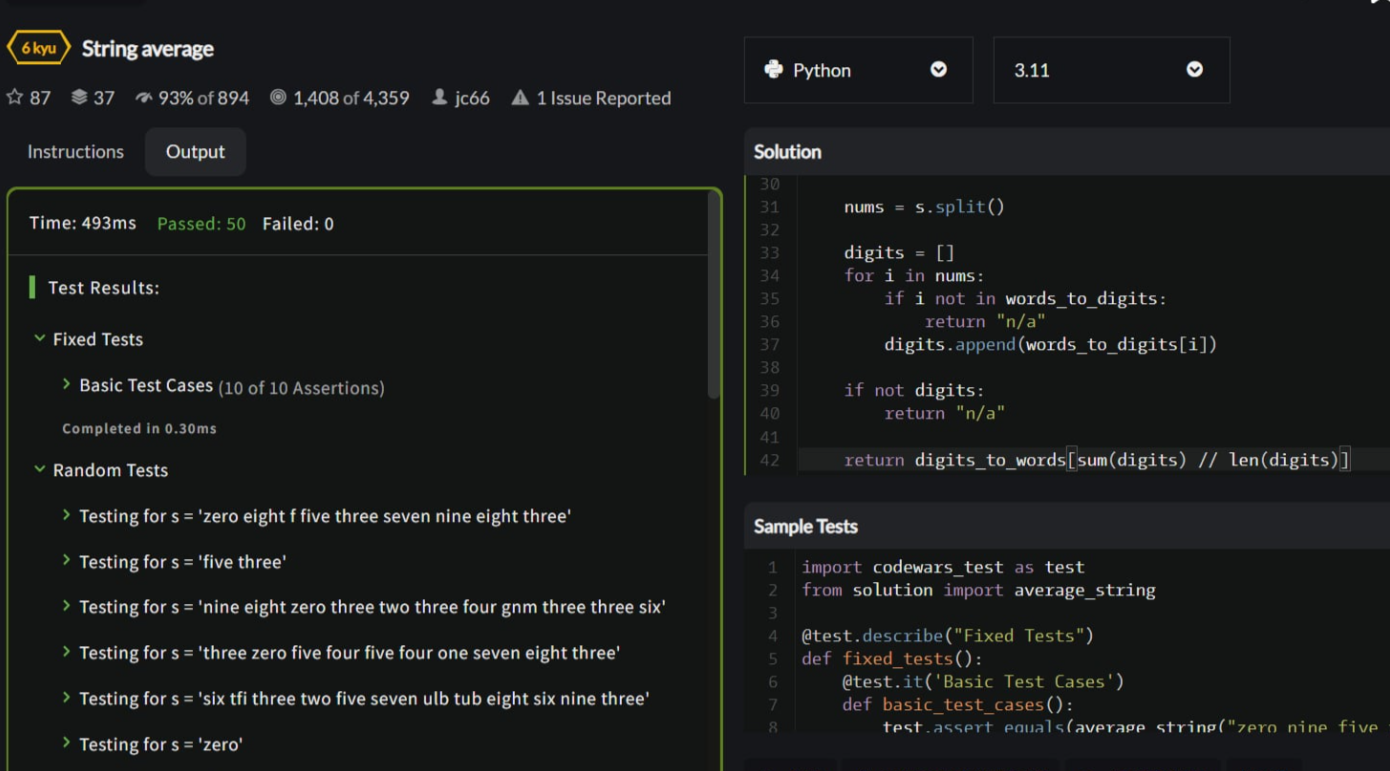 6 kyu String average
87 37 93% of 894 1,408 of 4,359 jc66 1 Issue Reported
Instructions Output
Time: 493ms Passed: 50 Failed: 0
Test Results:
Fixed Tests
Basic Test Cases (10 of 10 Assertions)
Completed in 0.30ms
Random Tests
Testing for s = 'zero eight f five three seven nine eight three'
Testing for s = 'five three'
Testing for s = 'nine eight zero three two three four gnm three three six'
Testing for s = 'three zero five four five four one seven eight three'
Testing for s = 'six tfi three two five seven ulb tub eight six nine three'
Testing for s = 'zero'
Python 3.11
Solution
30
31 nums = s.split()
32
33 digits = []
34 for i in nums:
35 if i not in words_to_digits:
36 return "n/a"
37 digits.append(words_to_digits[i])
38
39 if not digits:
40 return "n/a"
41
42 return digits_to_words[sum(digits) // len(digits)]
Sample Tests
1 import codewars_test as test
2 from solution import average_string
3
4 @test.describe("Fixed Tests")
5 def fixed_tests():
6 @test.it('Basic Test Cases')
7 def basic_test_cases():
8 test.assert_equals(average_string("zero nine five